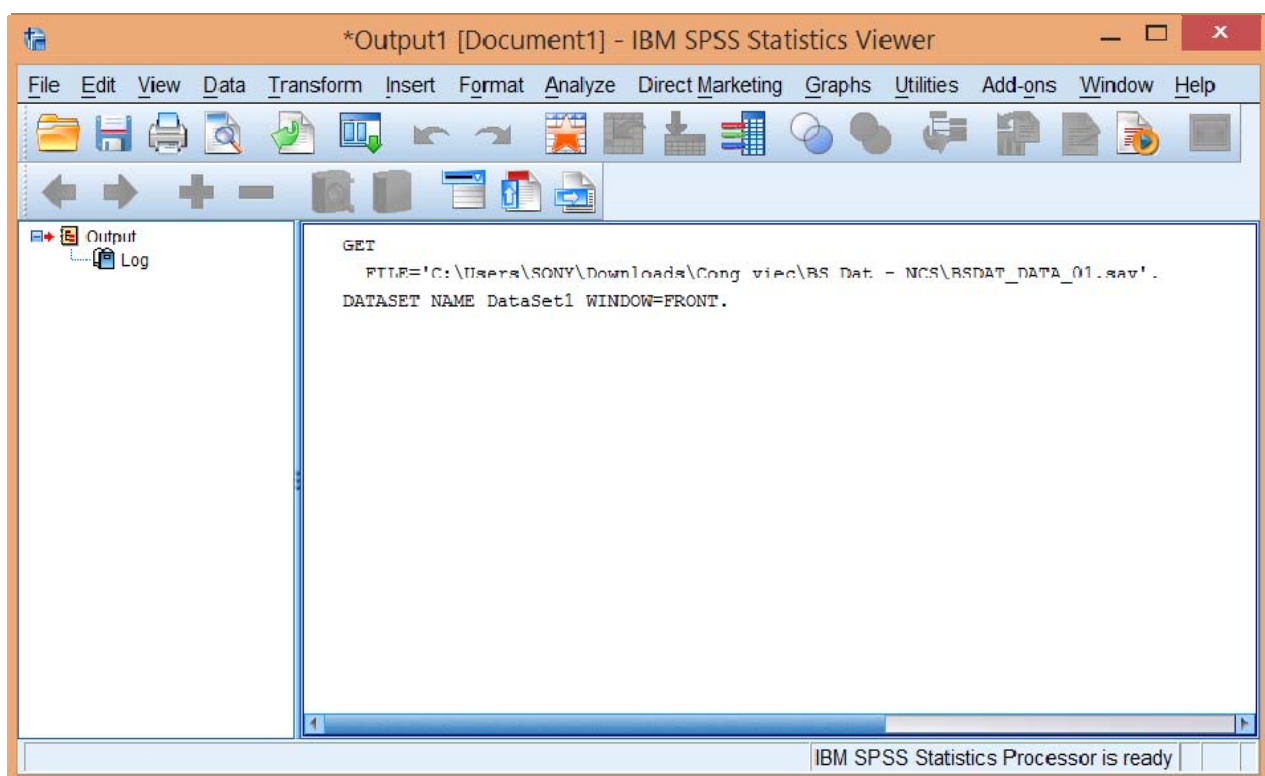 *Output1 [Document1] - IBM SPSS Statistics Viewer
File Edit View Data Transform Insert Format Analyze Direct Marketing Graphs Utilities Add-ons Window Help
Output
Log
GET
FILE='C:\Users\SONY\Downloads\Cong viec\BS Dat - NCS\BSDAT_DATA_01.sav'.
DATASET NAME DataSet1 WINDOW=FRONT.
IBM SPSS Statistics Processor is ready